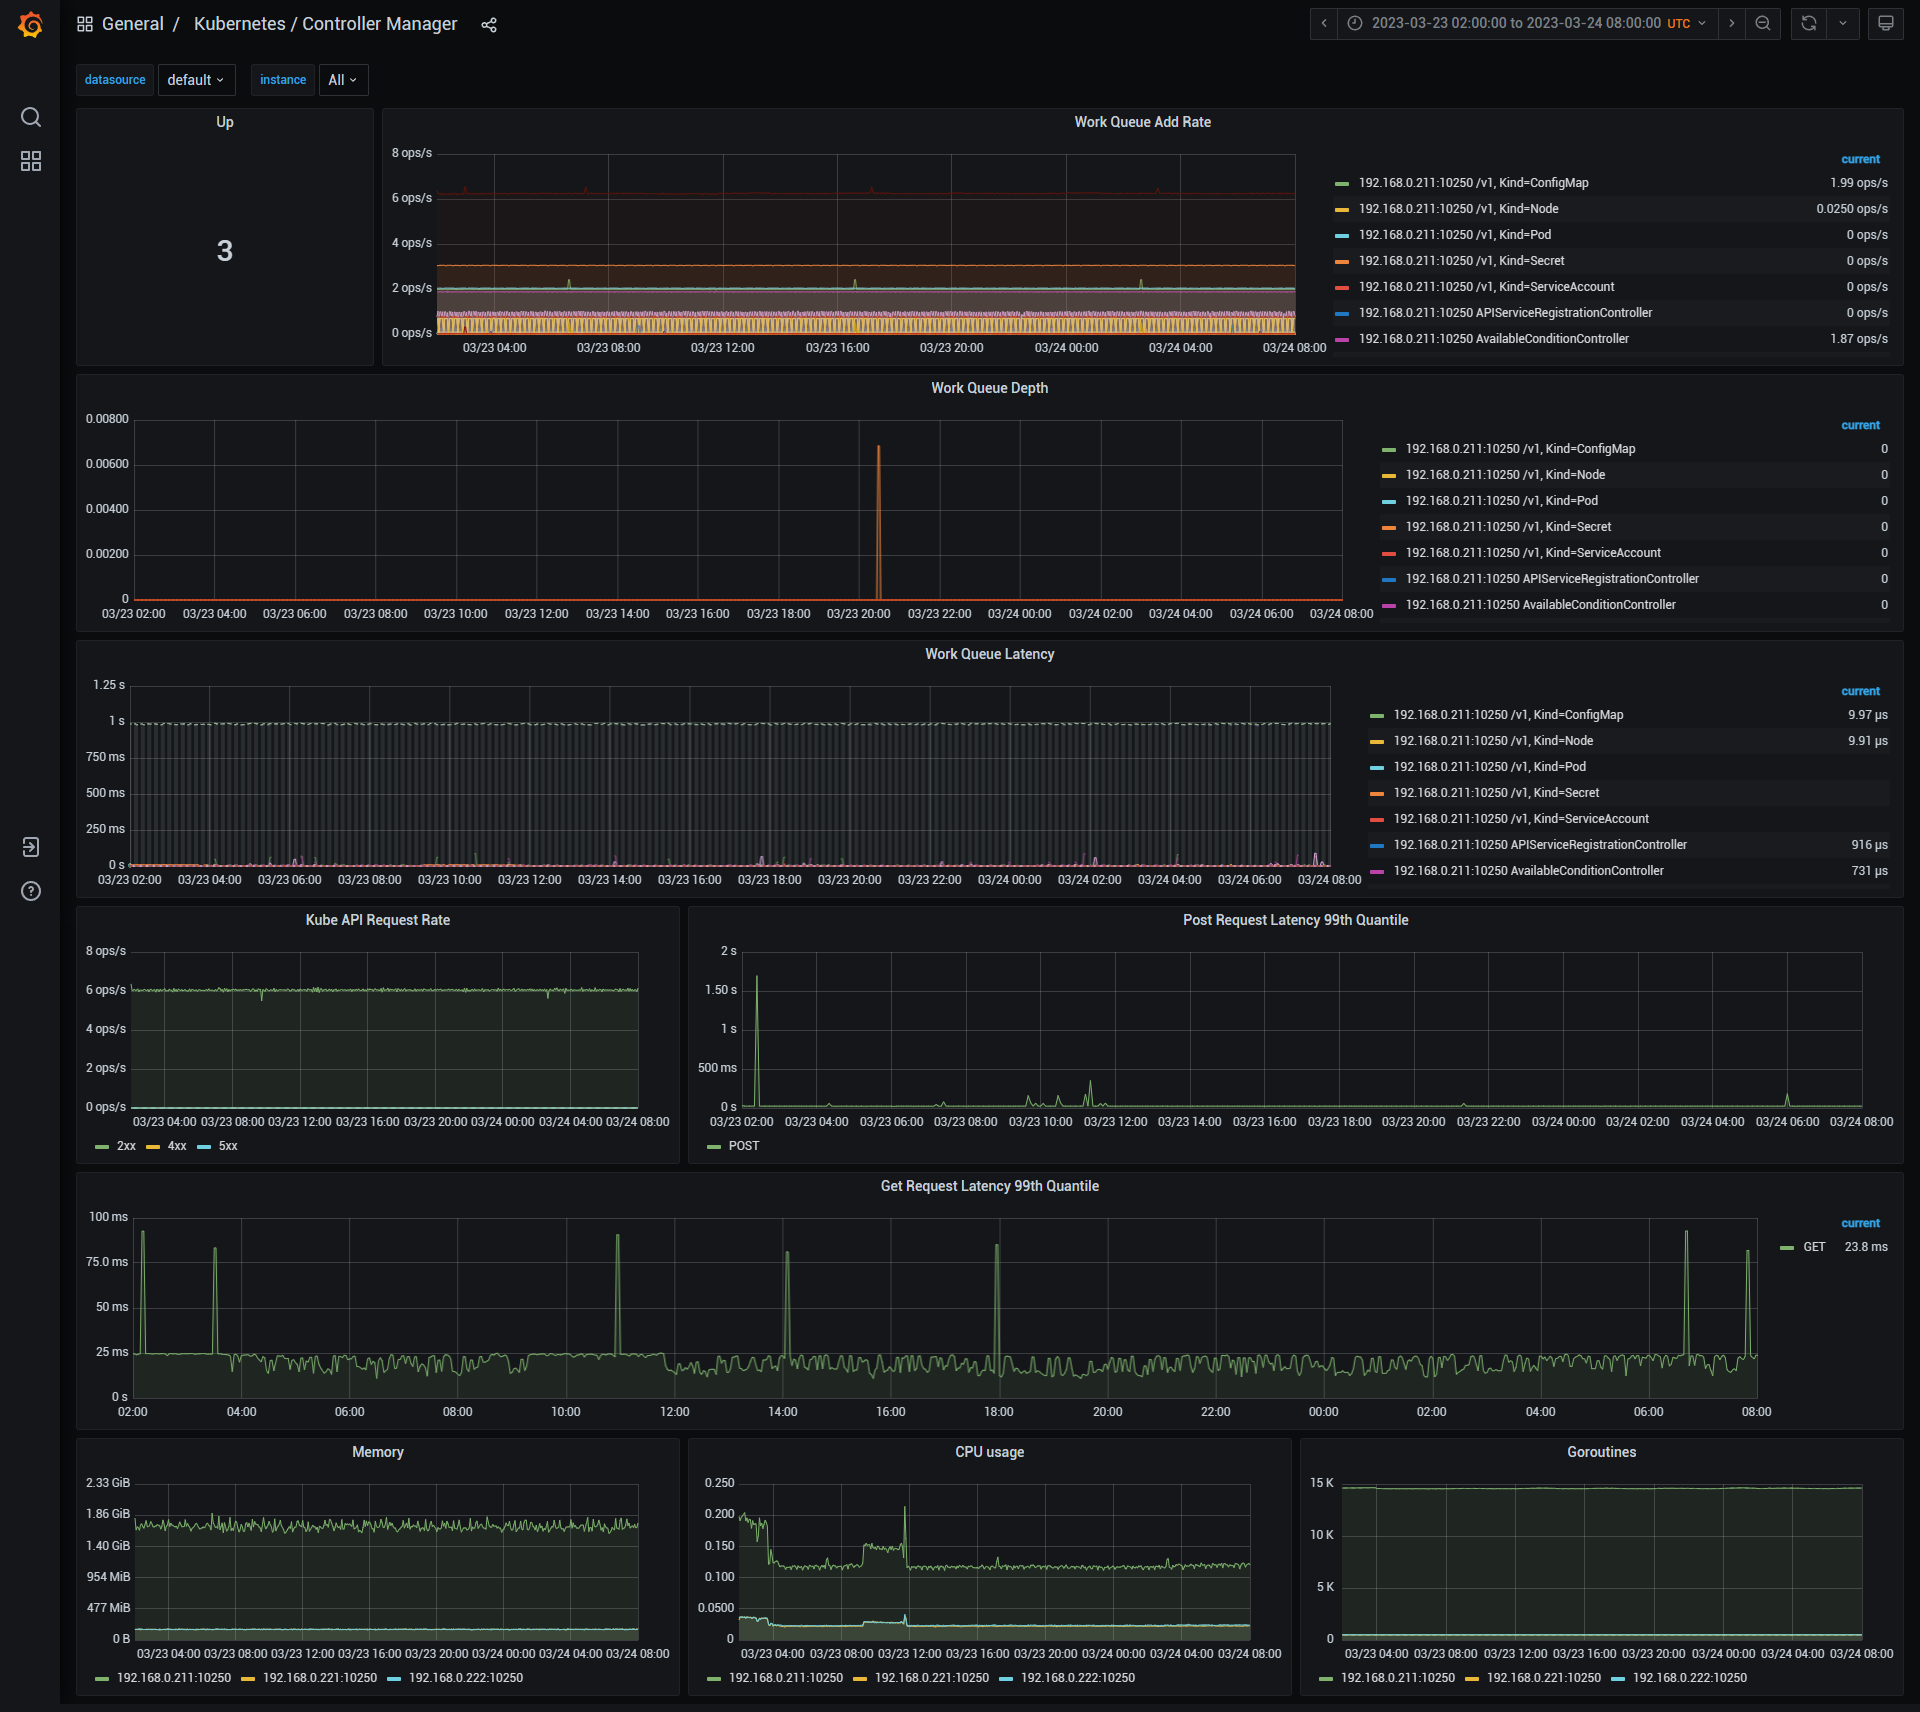 General / Kubernetes / Controller Manager
2023-03-23 02:00:00 to 2023-03-24 08:00:00 UTC
datasource default instance All
Up
3
Work Queue Add Rate
8 ops/s
6 ops/s
4 ops/s
2 ops/s
0 ops/s
03/23 04:00 03/23 08:00 03/23 12:00 03/23 16:00 03/23 20:00 03/24 00:00 03/24 04:00 03/24 08:00
current
192.168.0.211:10250 /v1, Kind=ConfigMap 1.99 ops/s
192.168.0.211:10250 /v1, Kind=Node 0.0250 ops/s
192.168.0.211:10250 /v1, Kind=Pod 0 ops/s
192.168.0.211:10250 /v1, Kind=Secret 0 ops/s
192.168.0.211:10250 /v1, Kind=ServiceAccount 0 ops/s
192.168.0.211:10250 APIServiceRegistrationController 0 ops/s
192.168.0.211:10250 AvailableConditionController 1.87 ops/s
Work Queue Depth
0.00800
0.00600
0.00400
0.00200
0
03/23 02:00 03/23 04:00 03/23 06:00 03/23 08:00 03/23 10:00 03/23 12:00 03/23 14:00 03/23 16:00 03/23 18:00 03/23 20:00 03/23 22:00 03/24 00:00 03/24 02:00 03/24 04:00 03/24 06:00 03/24 08:00
current
192.168.0.211:10250 /v1, Kind=ConfigMap 0
192.168.0.211:10250 /v1, Kind=Node 0
192.168.0.211:10250 /v1, Kind=Pod 0
192.168.0.211:10250 /v1, Kind=Secret 0
192.168.0.211:10250 /v1, Kind=ServiceAccount 0
192.168.0.211:10250 APIServiceRegistrationController 0
192.168.0.211:10250 AvailableConditionController 0
Work Queue Latency
1.25 s
1 s
750 ms
500 ms
250 ms
0 s
03/23 02:00 03/23 04:00 03/23 06:00 03/23 08:00 03/23 10:00 03/23 12:00 03/23 14:00 03/23 16:00 03/23 18:00 03/23 20:00 03/23 22:00 03/24 00:00 03/24 02:00 03/24 04:00 03/24 06:00 03/24 08:00
current
192.168.0.211:10250 /v1, Kind=ConfigMap 9.97 µs
192.168.0.211:10250 /v1, Kind=Node 9.91 µs
192.168.0.211:10250 /v1, Kind=Pod
192.168.0.211:10250 /v1, Kind=Secret
192.168.0.211:10250 /v1, Kind=ServiceAccount
192.168.0.211:10250 APIServiceRegistrationController 916 µs
192.168.0.211:10250 AvailableConditionController 731 µs
Kube API Request Rate
8 ops/s
6 ops/s
4 ops/s
2 ops/s
0 ops/s
03/23 04:00 03/23 08:00 03/23 12:00 03/23 16:00 03/23 20:00 03/24 00:00 03/24 04:00 03/24 08:00
2xx 4xx 5xx
Post Request Latency 99th Quantile
2 s
1.50 s
1 s
500 ms
0 s
03/23 02:00 03/23 04:00 03/23 06:00 03/23 08:00 03/23 10:00 03/23 12:00 03/23 14:00 03/23 16:00 03/23 18:00 03/23 20:00 03/23 22:00 03/24 00:00 03/24 02:00 03/24 04:00 03/24 06:00 03/24 08:00
POST
Get Request Latency 99th Quantile
100 ms
75.0 ms
50 ms
25 ms
0 s
02:00 04:00 06:00 08:00 10:00 12:00 14:00 16:00 18:00 20:00 22:00 00:00 02:00 04:00 06:00 08:00
current
GET 23.8 ms
Memory
2.33 GiB
1.86 GiB
1.40 GiB
954 MiB
477 MiB
0 B
03/23 04:00 03/23 08:00 03/23 12:00 03/23 16:00 03/23 20:00 03/24 00:00 03/24 04:00 03/24 08:00
192.168.0.211:10250 192.168.0.221:10250 192.168.0.222:10250
CPU usage
0.250
0.200
0.150
0.100
0.0500
0
03/23 04:00 03/23 08:00 03/23 12:00 03/23 16:00 03/23 20:00 03/24 00:00 03/24 04:00 03/24 08:00
192.168.0.211:10250 192.168.0.221:10250 192.168.0.222:10250
Goroutines
15 K
10 K
5 K
0
03/23 04:00 03/23 08:00 03/23 12:00 03/23 16:00 03/23 20:00 03/24 00:00 03/24 04:00 03/24 08:00
192.168.0.211:10250 192.168.0.221:10250 192.168.0.222:10250